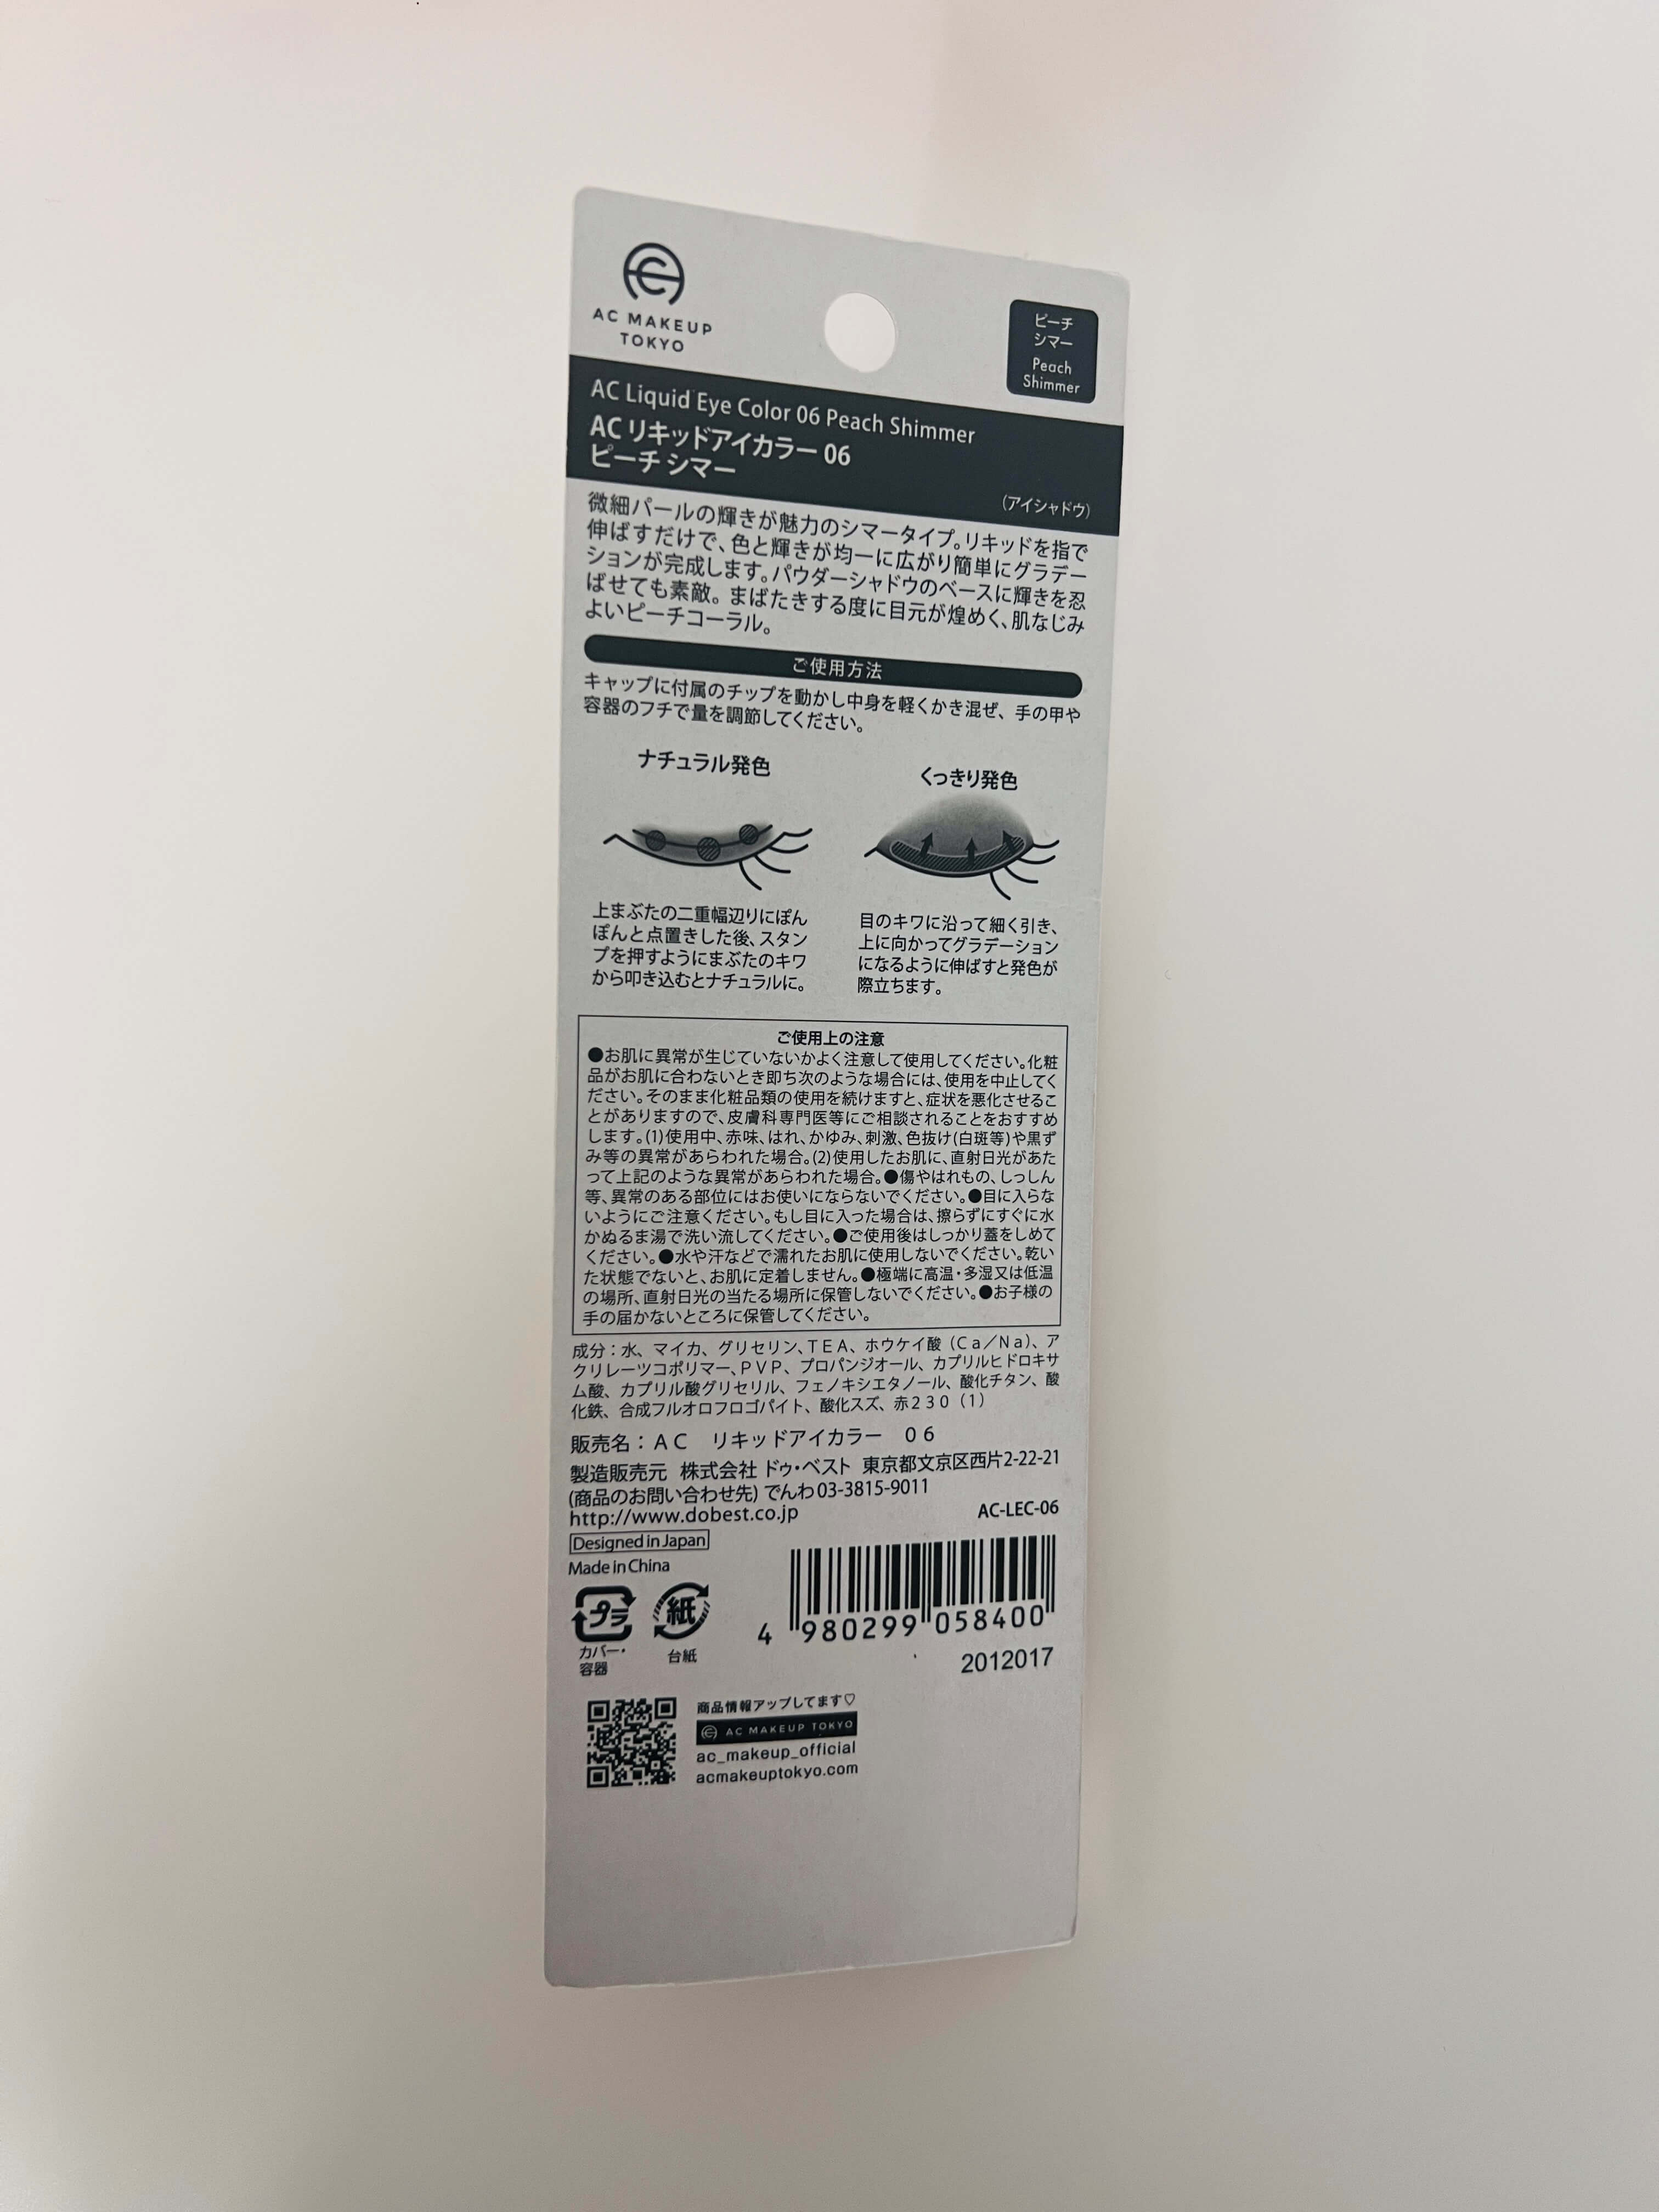 AC MAKEUP
TOKYO
ピーチ
シマー
Peach
Shimmer
AC Liquid Eye Color 06 Peach Shimmer
AC リキッドアイカラー 06
ピーチ シマー
(アイシャドウ)
微細パールの輝きが魅力のシマータイプ。リキッドを指で
伸ばすだけで、色と輝きが均一に広がり簡単にグラデー
ションが完成します。パウダーシャドウのベースに輝きを忍
ばせても素敵。まばたきする度に目元が煌めく、肌なじみ
よいピーチコーラル。
ご使用方法
キャップに付属のチップを動かし中身を軽くかき混ぜ、手の甲や
容器のフチで量を調節してください。
ナチュラル発色
上まぶたの二重幅辺りにぽん
ぽんと点置きした後、スタン
プを押すようにまぶたのキワ
から叩き込むとナチュラルに。
くっきり発色
目のキワに沿って細く引き、
上に向かってグラデーション
になるように伸ばすと発色が
際立ちます。
ご使用上の注意
●お肌に異常が生じていないかよく注意して使用してください。化粧
品がお肌に合わないとき即ち次のような場合には、使用を中止してく
ださい。そのまま化粧品類の使用を続けますと、症状を悪化させるこ
とがありますので、皮膚科専門医等にご相談されることをおすすめ
します。(1)使用中、赤味、はれ、かゆみ、刺激、色抜け(白斑等)や黒ず
み等の異常があらわれた場合。(2)使用したお肌に、直射日光があた
って上記のような異常があらわれた場合。●傷やはれもの、しっしん
等、異常のある部位にはお使いにならないでください。●目に入らな
いようにご注意ください。もし目に入った場合は、擦らずにすぐに水
かぬるま湯で洗い流してください。●ご使用後はしっかり蓋をしめて
ください。●水や汗などで濡れたお肌に使用しないでください。乾い
た状態でないと、お肌に定着しません。●極端に高温・多湿又は低温
の場所、直射日光の当たる場所に保管しないでください。●お子様の
手の届かないところに保管してください。
成分：水、マイカ、グリセリン、ＴＥＡ、ホウケイ酸（Ｃａ／Ｎａ）、ア
クリレーツコポリマー、ＰＶＰ、プロパンジオール、カプリルヒドロキサ
ム酸、カプリル酸グリセリル、フェノキシエタノール、酸化チタン、酸
化鉄、合成フルオロフロゴパイト、酸化スズ、赤２３０（１）
販売名：ＡＣ　リキッドアイカラー　０６
製造販売元 株式会社 ドゥ・ベスト 東京都文京区西片2-22-21
(商品のお問い合わせ先) でんわ 03-3815-9011
http://www.dobest.co.jp
AC-LEC-06
Designed in Japan
Made in China
プラ
カバー・
容器
紙
台紙
4 980299 058400
2012017
商品情報アップしてます♡
AC MAKEUP TOKYO
ac_makeup_official
acmakeuptokyo.com